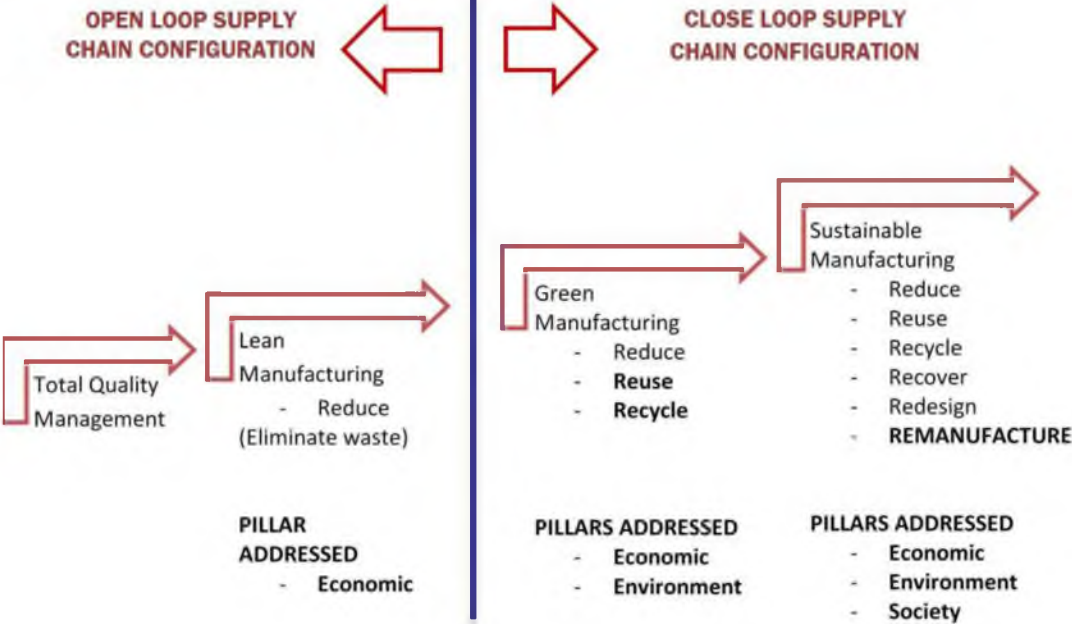 OPEN LOOP SUPPLY
CHAIN CONFIGURATION
CLOSE LOOP SUPPLY
CHAIN CONFIGURATION
Total Quality
Management
Lean
Manufacturing
- Reduce
(Eliminate waste)
PILLAR
ADDRESSED
- Economic
Green
Manufacturing
- Reduce
- Reuse
- Recycle
PILLARS ADDRESSED
- Economic
- Environment
Sustainable
Manufacturing
- Reduce
- Reuse
- Recycle
- Recover
- Redesign
- REMANUFACTURE
PILLARS ADDRESSED
- Economic
- Environment
- Society